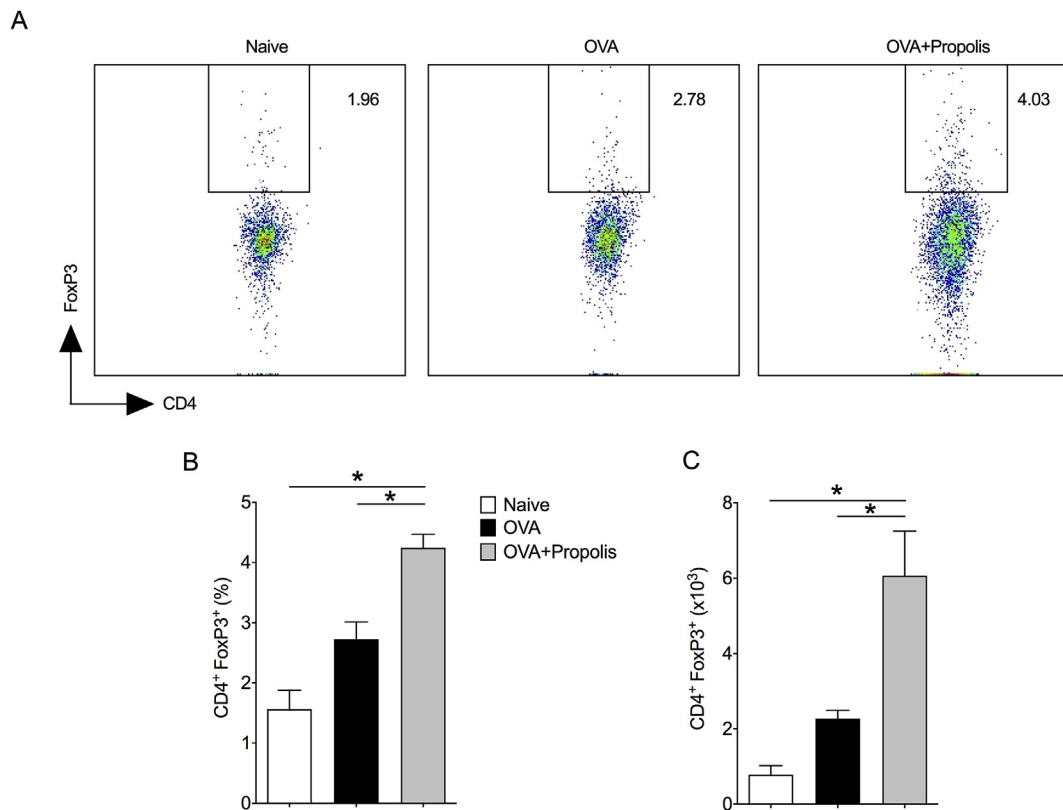 A
Naive
OVA
OVA+Propolis
1.96
2.78
4.03
FoxP3
CD4
B
*
*
5
4
3
2
1
0
CD4⁺ FoxP3⁺ (%)
Naive
OVA
OVA+Propolis
C
*
*
8
6
4
2
0
CD4⁺ FoxP3⁺ (x10³)